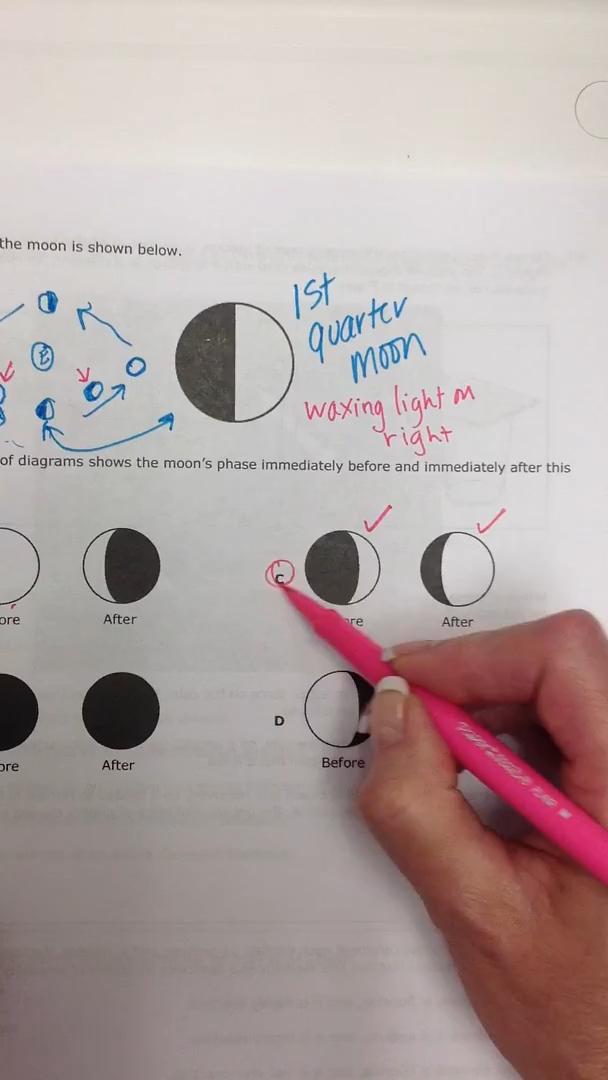 the moon is shown below.
1st
quarter
moon
E
waxing light on
right
of diagrams shows the moon's phase immediately before and immediately after this
C
ore
After
re
After
D
ore
After
Before